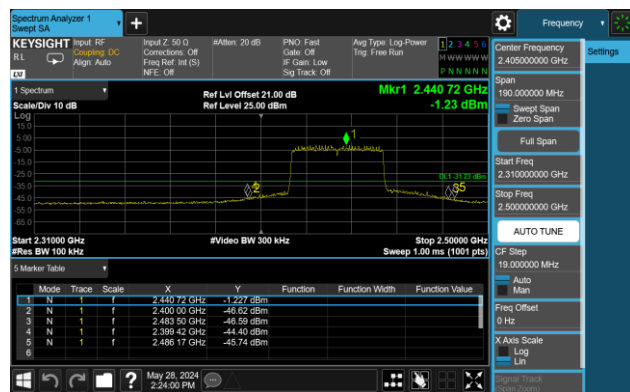 Spectrum Analyzer 1
Swept SA
Frequency
KEYSIGHT
R L
LXI
Input: RF
Coupling: DC
Align: Auto
Input Z: 50 Ω
Corrections: Off
Freq Ref: Int (S)
NFE: Off
#Atten: 20 dB
PNO: Fast
Gate: Off
IF Gain: Low
Sig Track: Off
Avg Type: Log-Power
Trig: Free Run
1 2 3 4 5 6
M W W W W W
P N N N N N
Settings
Center Frequency
2.405000000 GHz
Span
190.000000 MHz
Swept Span
Zero Span
Full Span
Start Freq
2.310000000 GHz
Stop Freq
2.500000000 GHz
AUTO TUNE
CF Step
19.000000 MHz
Auto
Man
Freq Offset
0 Hz
X Axis Scale
Log
Lin
Signal Track
(Span Zoom)
1 Spectrum
Scale/Div 10 dB
Ref Lvl Offset 21.00 dB
Ref Level 25.00 dBm
Mkr1 2.440 72 GHz
-1.23 dBm
Log
15.0
5.00
-5.00
-15.0
-25.0
-35.0
-45.0
-55.0
-65.0
1
DL1 -31.23 dBm
2
5
Start 2.31000 GHz
#Res BW 100 kHz
#Video BW 300 kHz
Stop 2.50000 GHz
Sweep 1.00 ms (1001 pts)
5 Marker Table
Mode Trace Scale X Y Function Function Width Function Value
1 N 1 f 2.440 72 GHz -1.227 dBm
2 N 1 f 2.400 00 GHz -46.62 dBm
3 N 1 f 2.483 50 GHz -46.59 dBm
4 N 1 f 2.399 42 GHz -44.40 dBm
5 N 1 f 2.486 17 GHz -45.74 dBm
6
?
May 28, 2024
2:24:00 PM